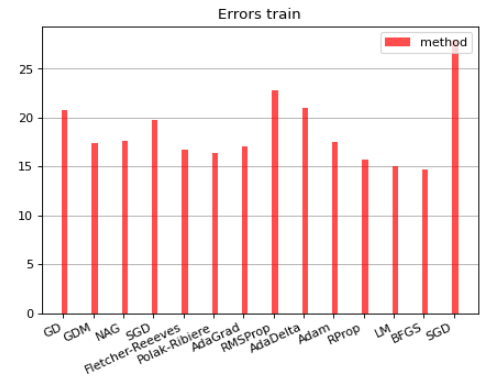 Errors train
method
25
20
15
10
5
0
GD
GDM
NAG
SGD
Fletcher-Reeeves
Polak-Ribiere
AdaGrad
RMSProp
AdaDelta
Adam
RProp
LM
BFGS
SGD